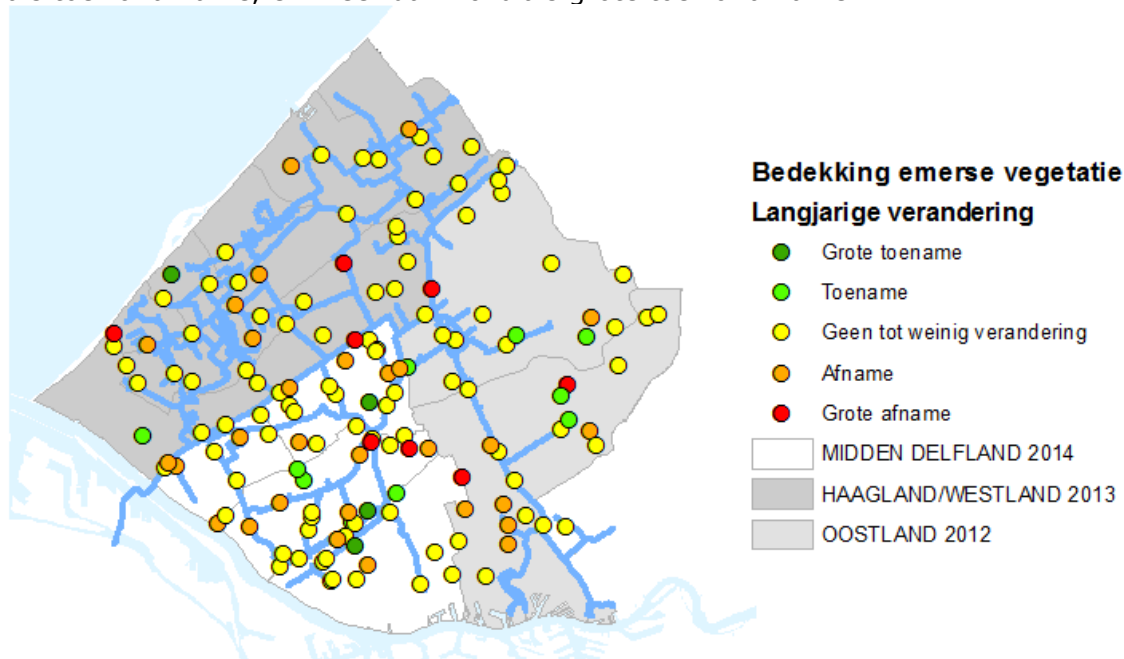 Bedekking emerse vegetatie
Langjarige verandering
Grote toename
Toename
Geen tot weinig verandering
Afname
Grote afname
MIDDEN DELFLAND 2014
HAAGLAND/WESTLAND 2013
OOSTLAND 2012